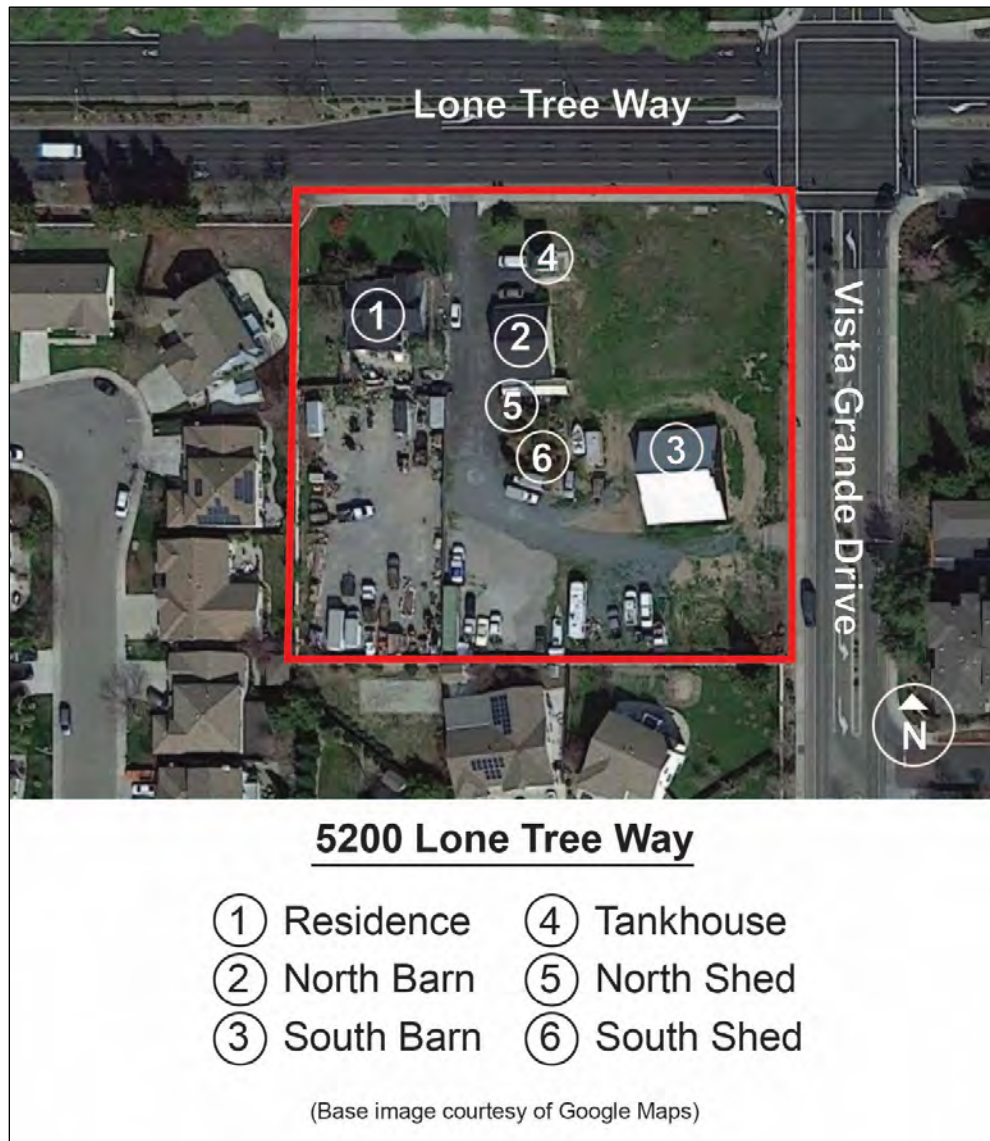 Lone Tree Way
Vista Grande Drive
4
1
2
5
6
3
N
5200 Lone Tree Way
1 Residence
4 Tankhouse
2 North Barn
5 North Shed
3 South Barn
6 South Shed
(Base image courtesy of Google Maps)